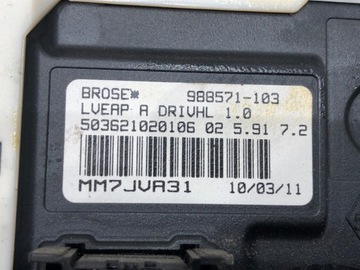 BROSE* 988571-103
LVEAP A DRIVHL 1.0
503621020106 02 5.91 7.2
MM7JVA31 10/03/11